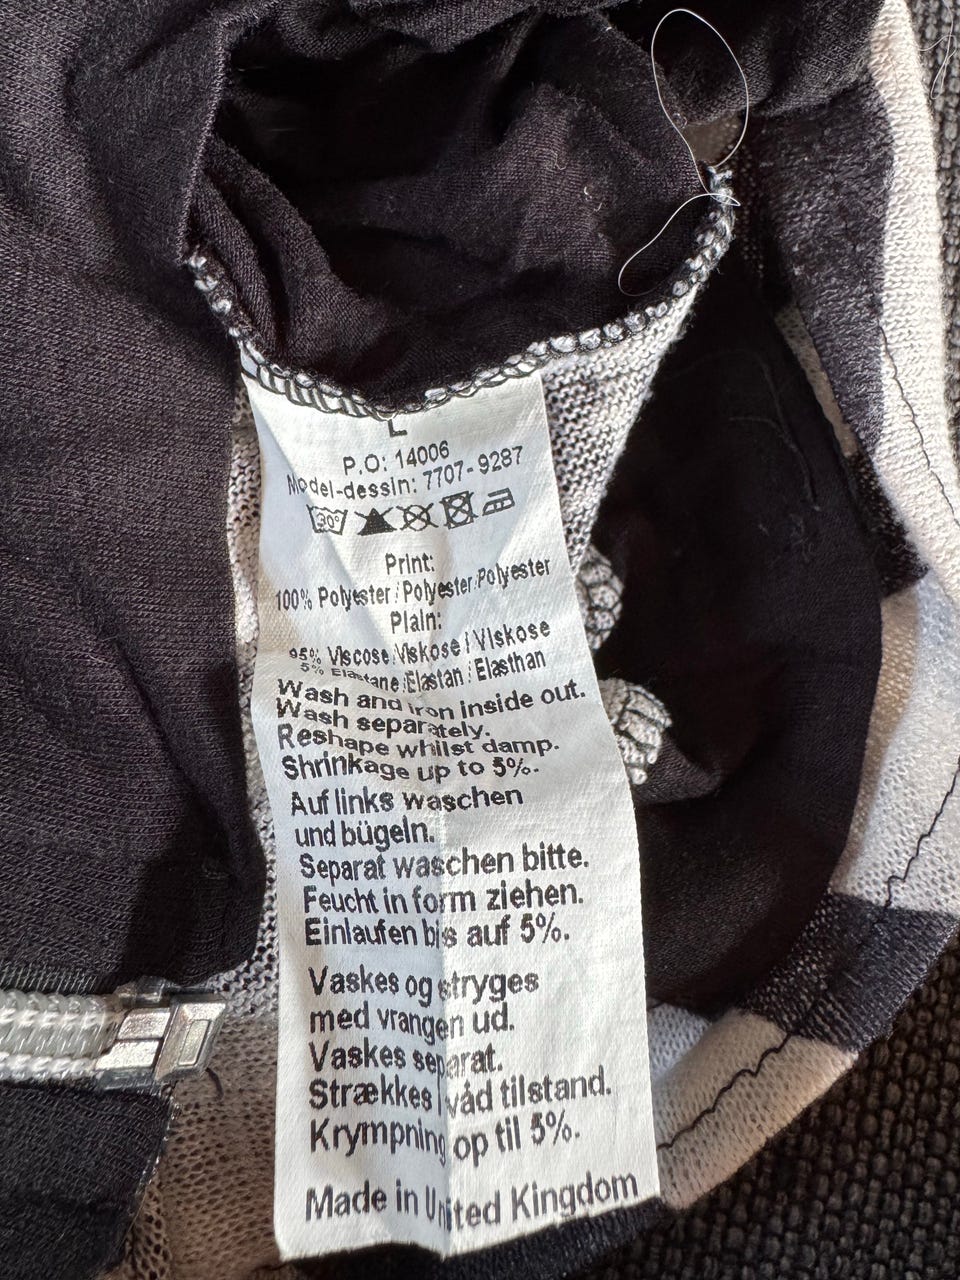 L
P.O: 14006
Model-dessin: 7707-9287
30°
Print:
100% Polyester / Polyester / Polyester
Plain:
95% Viscose / Viskose / Viskose
5% Elastane / Elastan / Elasthan
Wash and iron inside out.
Wash separately.
Reshape whilst damp.
Shrinkage up to 5%.
Auf links waschen
und bügeln.
Separat waschen bitte.
Feucht in form ziehen.
Einlaufen bis auf 5%.
Vaskes og stryges
med vrangen ud.
Vaskes separat.
Strækkes i våd tilstand.
Krympning op til 5%.
Made in United Kingdom